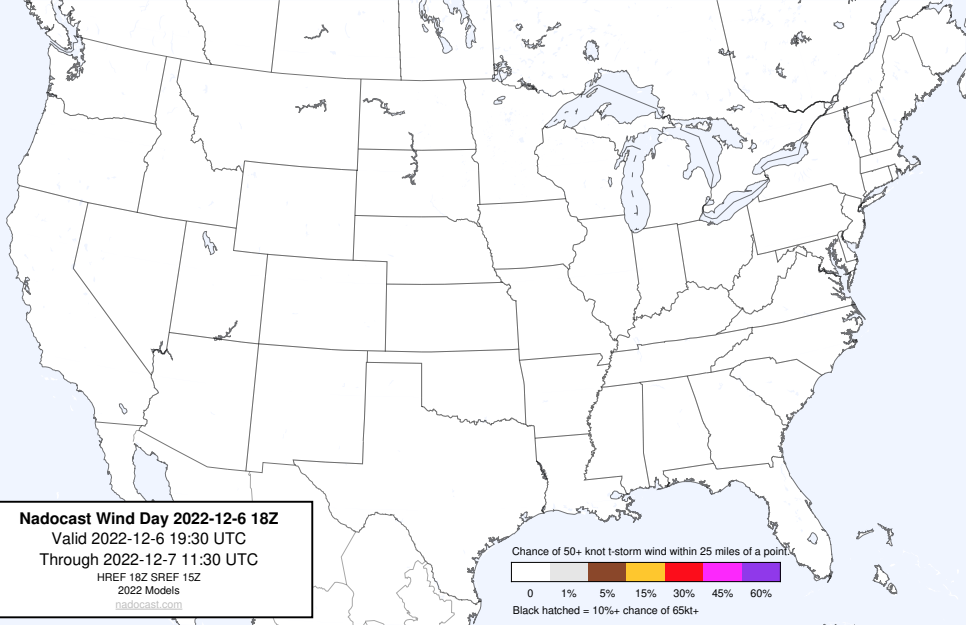 Nadocast Wind Day 2022-12-6 18Z
Valid 2022-12-6 19:30 UTC
Through 2022-12-7 11:30 UTC
HREF 18Z SREF 15Z
2022 Models
nadocast.com
Chance of 50+ knot t-storm wind within 25 miles of a point.
0 1% 5% 15% 30% 45% 60%
Black hatched = 10%+ chance of 65kt+